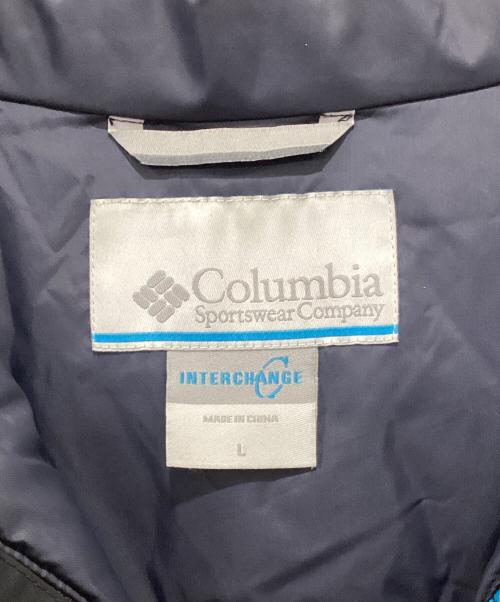 Columbia
Sportswear Company
INTERCHANGE
MADE IN CHINA
L